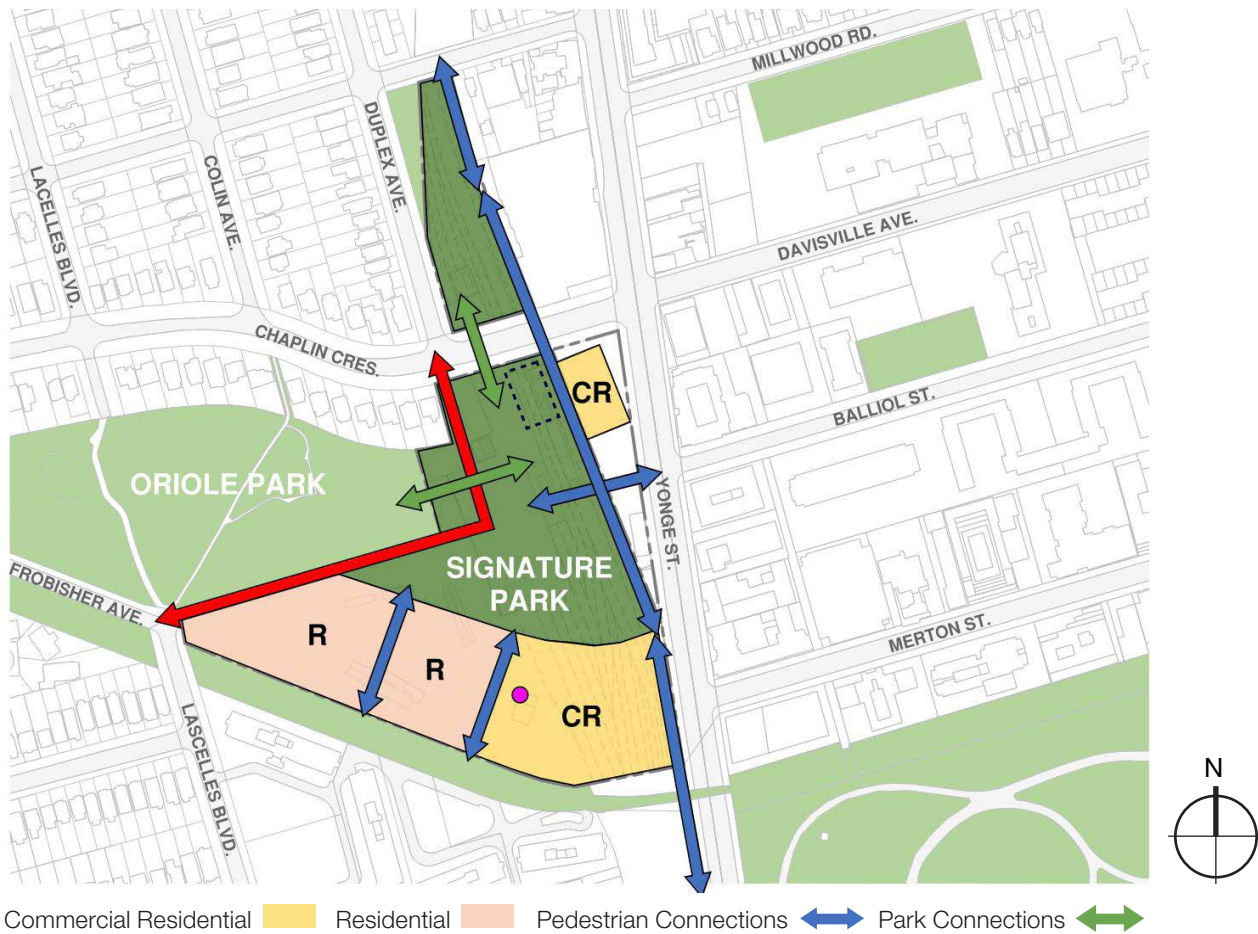 MILLWOOD RD.
DUPLEX AVE.
COLIN AVE.
LACELLES BLVD.
DAVISVILLE AVE.
CHAPLIN CRES.
CR
BALLIOL ST.
ORIOLE PARK
YONGE ST.
FROBISHER AVE.
SIGNATURE
PARK
MERTON ST.
R
R
CR
LASCELLES BLVD.
N
Commercial Residential
Residential
Pedestrian Connections
Park Connections